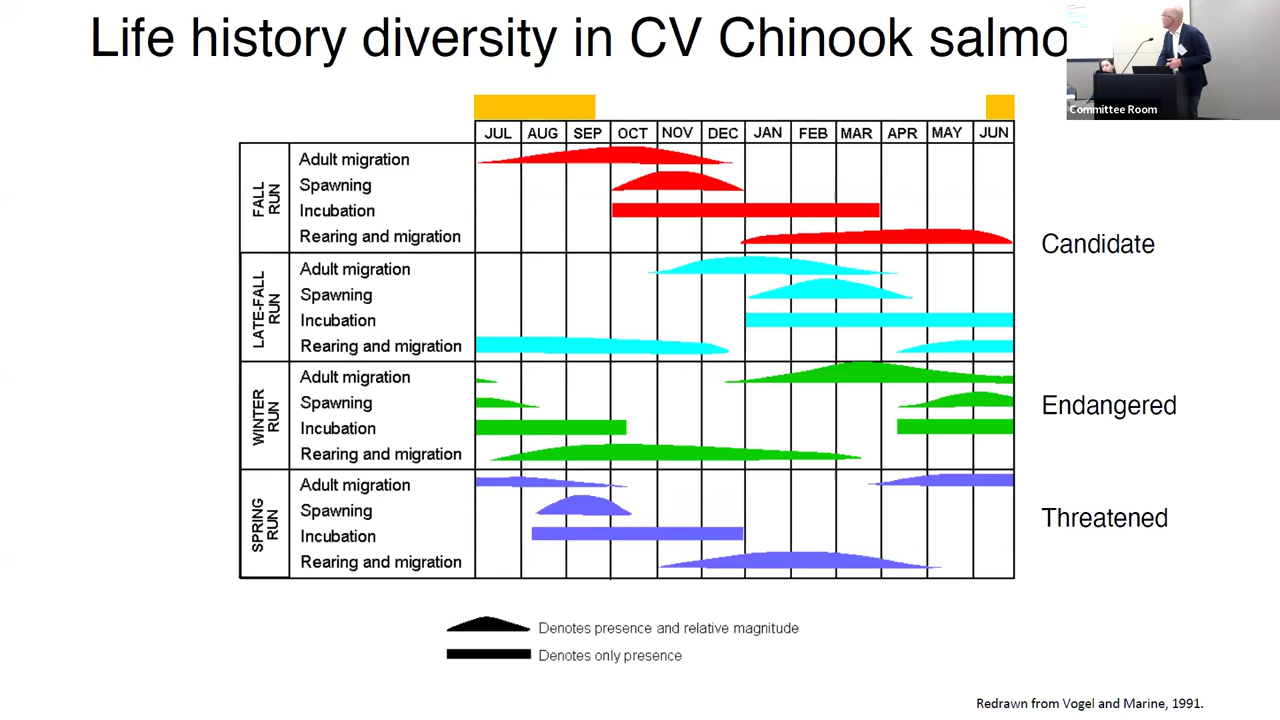 Life history diversity in CV Chinook salmo
Committee Room
JUL AUG SEP OCT NOV DEC JAN FEB MAR APR MAY JUN
FALL RUN
Adult migration
Spawning
Incubation
Rearing and migration
Candidate
LATE-FALL RUN
Adult migration
Spawning
Incubation
Rearing and migration
WINTER RUN
Adult migration
Spawning
Incubation
Rearing and migration
Endangered
SPRING RUN
Adult migration
Spawning
Incubation
Rearing and migration
Threatened
Denotes presence and relative magnitude
Denotes only presence
Redrawn from Vogel and Marine, 1991.